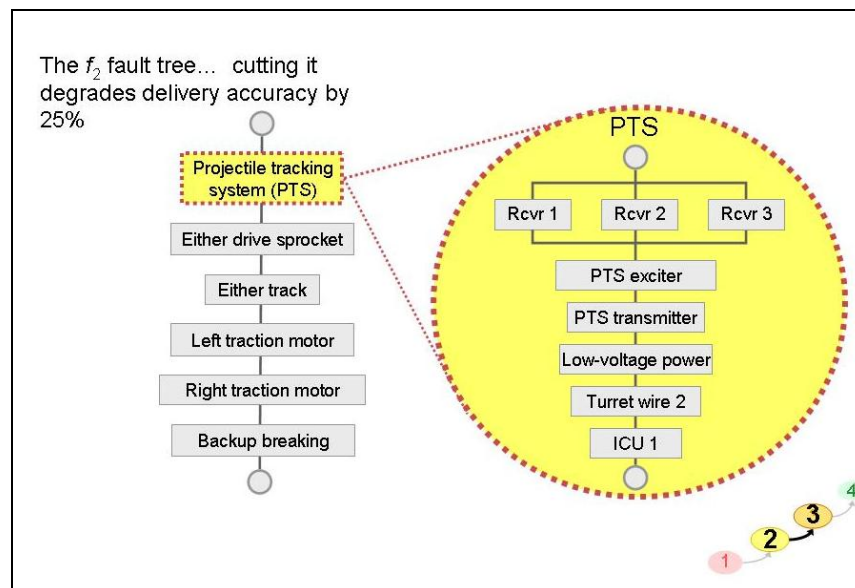 The f₂ fault tree… cutting it
degrades delivery accuracy by
25%
Projectile tracking
system (PTS)
Either drive sprocket
Either track
Left traction motor
Right traction motor
Backup breaking
PTS
Rcvr 1 Rcvr 2 Rcvr 3
PTS exciter
PTS transmitter
Low-voltage power
Turret wire 2
ICU 1
1 2 3 4